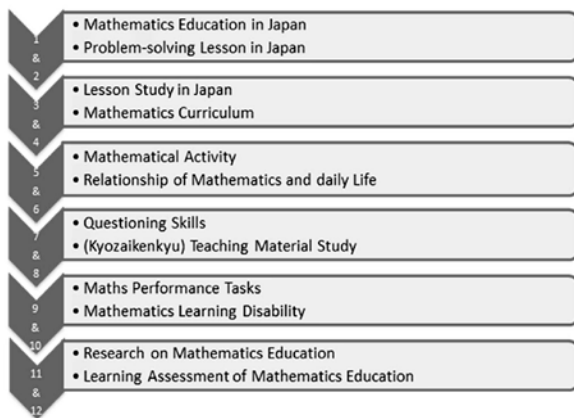 1
&
2
• Mathematics Education in Japan
• Problem-solving Lesson in Japan
3
&
4
• Lesson Study in Japan
• Mathematics Curriculum
5
&
6
• Mathematical Activity
• Relationship of Mathematics and daily Life
7
&
8
• Questioning Skills
• (Kyozaikenkyu) Teaching Material Study
9
&
10
• Maths Performance Tasks
• Mathematics Learning Disability
11
&
12
• Research on Mathematics Education
• Learning Assessment of Mathematics Education